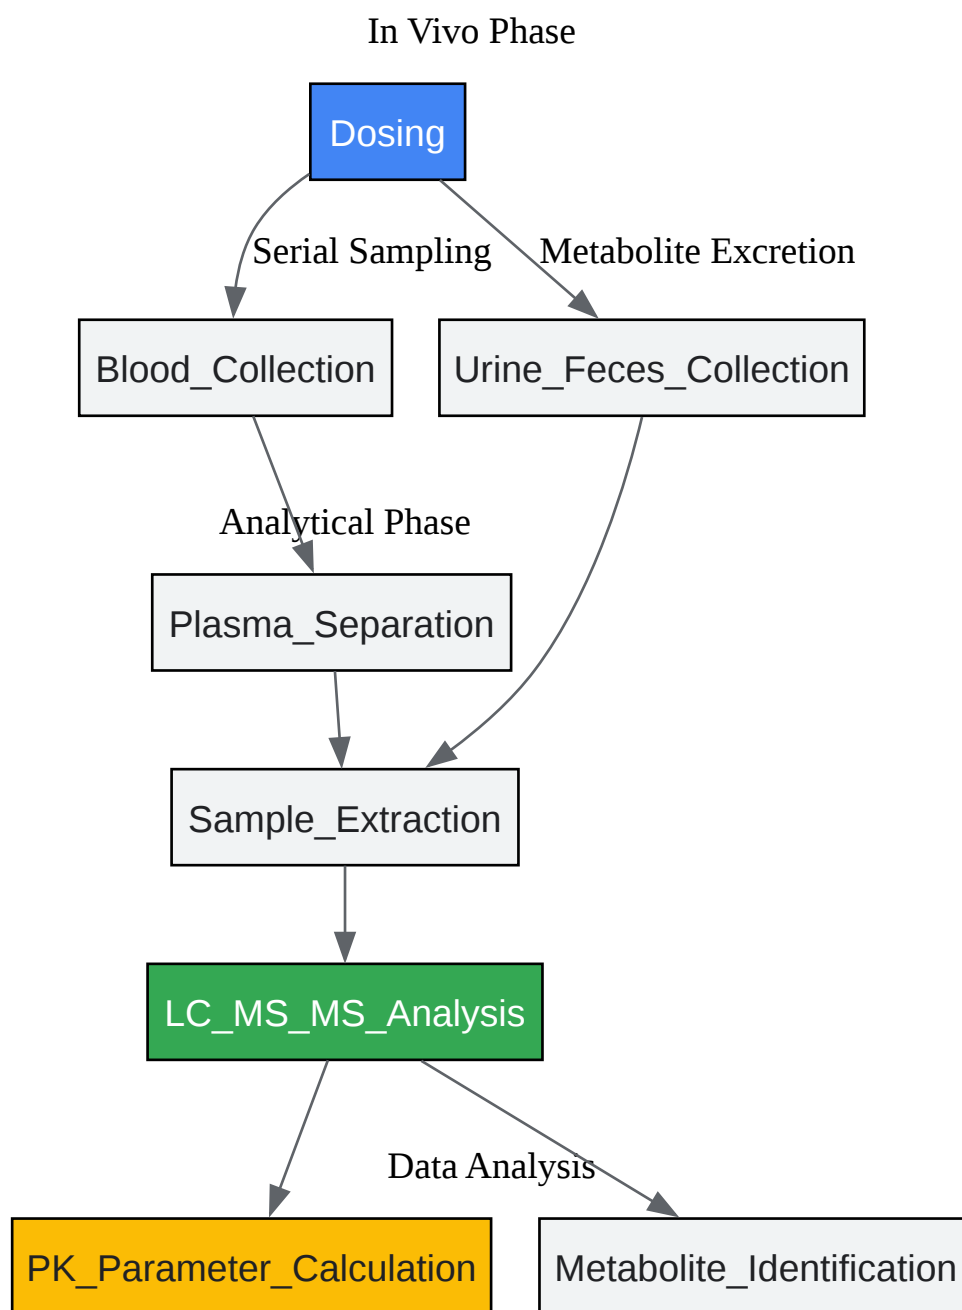 In Vivo Phase
Dosing
Serial Sampling
Metabolite Excretion
Blood_Collection
Urine_Feces_Collection
Analytical Phase
Plasma_Separation
Sample_Extraction
LC_MS_MS_Analysis
Data Analysis
PK_Parameter_Calculation
Metabolite_Identification